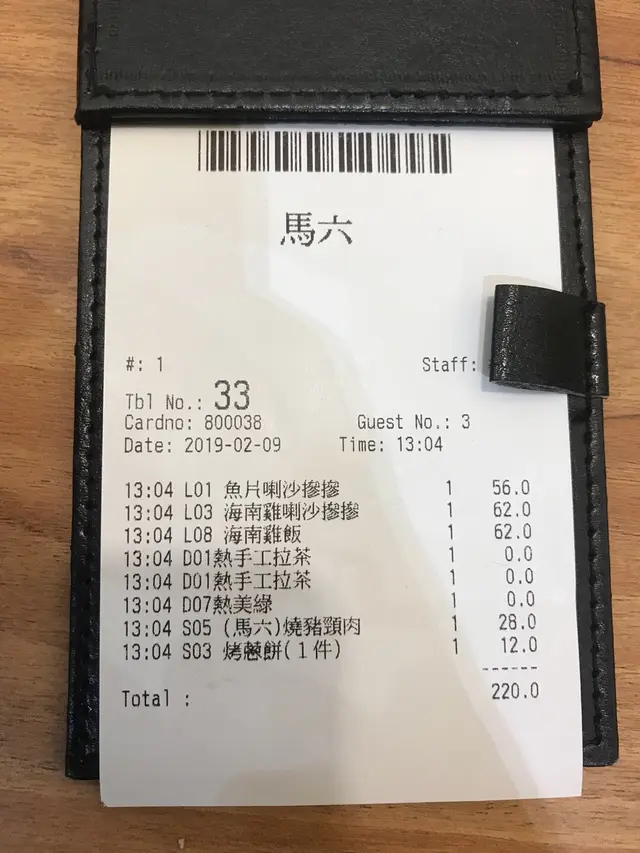 馬六
#: 1 Staff:
Tbl No.: 33
Cardno: 800038 Guest No.: 3
Date: 2019-02-09 Time: 13:04
13:04 L01 魚片喇沙摻摻 1 56.0
13:04 L03 海南雞喇沙摻摻 1 62.0
13:04 L08 海南雞飯 1 62.0
13:04 D01熱手工拉茶 1 0.0
13:04 D01熱手工拉茶 1 0.0
13:04 D07熱美綠 1 0.0
13:04 S05 (馬六)燒豬頸肉 1 28.0
13:04 S03 烤蔥餅(1件) 1 12.0
------
Total : 220.0